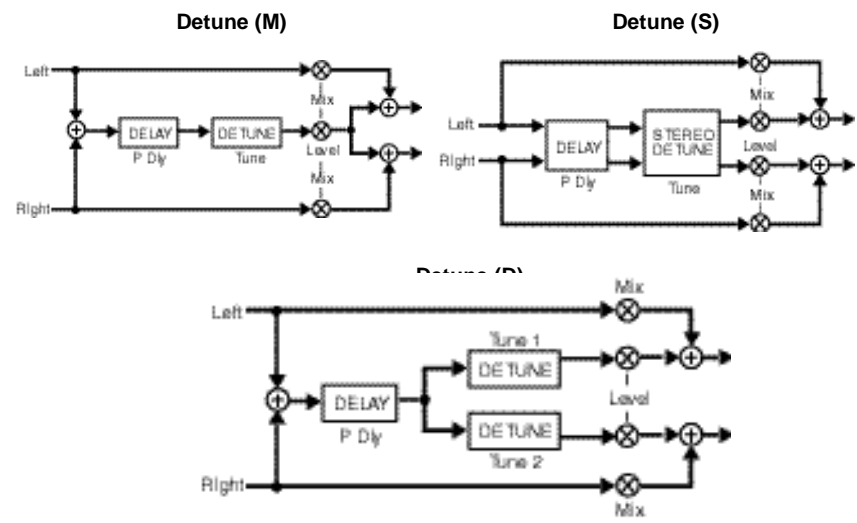 Detune (M)
Left
DELAY
P Dly
DETUNE
Tune
Mix
Level
Mix
Right
Detune (S)
Left
Right
DELAY
P Dly
STEREO
DETUNE
Tune
Mix
Level
Mix
Detune (D)
Left
Mix
Tune 1
DETUNE
DELAY
P Dly
Level
DETUNE
Tune 2
Right
Mix